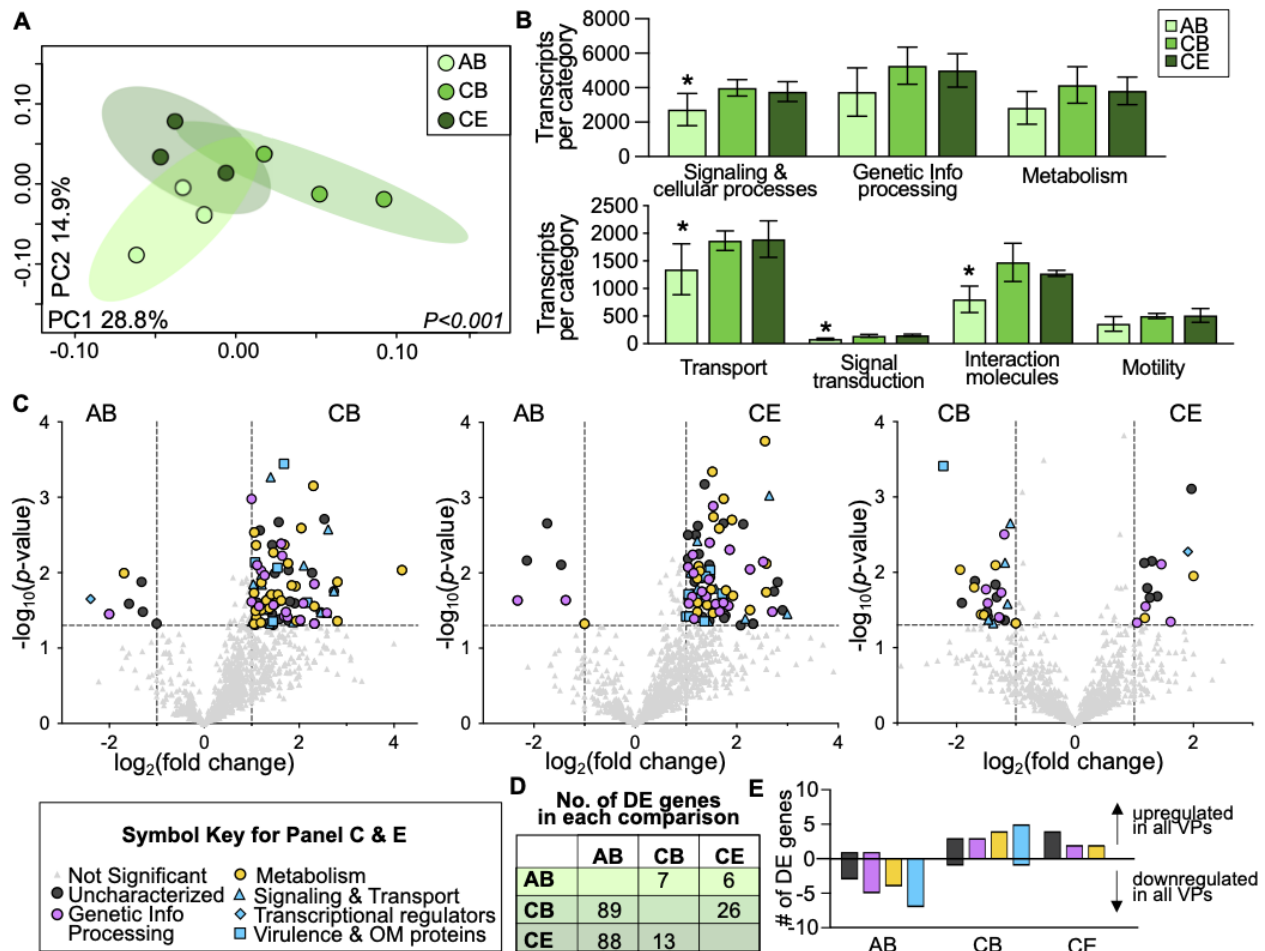 A
AB
CB
CE
0.10
0.00
-0.10
PC2 14.9%
PC1 28.8%
P<0.001
-0.10
0.00
0.10
B
AB
CB
CE
Transcripts
per category
8000
6000
4000
2000
0
*
Signaling &
cellular processes
Genetic Info
processing
Metabolism
Transcripts
per category
2500
2000
1500
1000
500
0
*
*
*
Transport
Signal
transduction
Interaction
molecules
Motility
C
AB
CB
-log10(p-value)
4
3
2
1
0
-2
0
2
4
log2(fold change)
AB
CE
-log10(p-value)
4
3
2
1
0
-2
0
2
4
log2(fold change)
CB
CE
-log10(p-value)
4
3
2
1
0
-2
0
2
log2(fold change)
Symbol Key for Panel C & E
Not Significant
Uncharacterized
Genetic Info
Processing
Metabolism
Signaling & Transport
Transcriptional regulators
Virulence & OM proteins
D
No. of DE genes
in each comparison
AB CB CE
AB 7 6
CB 89 26
CE 88 13
E
# of DE genes
10
5
0
-5
-10
upregulated
in all VPs
downregulated
in all VPs
AB
CB
CE